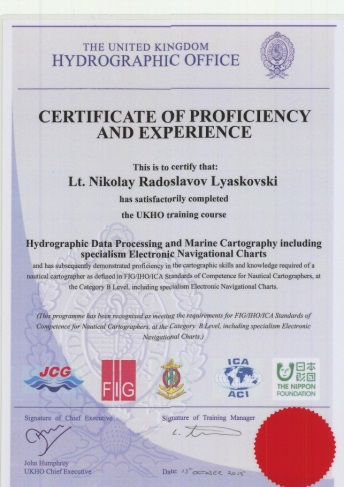 THE UNITED KINGDOM
HYDROGRAPHIC OFFICE
CERTIFICATE OF PROFICIENCY
AND EXPERIENCE
This is to certify that:
Lt. Nikolay Radoslavov Lyaskovski
has satisfactorily completed
the UKHO training course
Hydrographic Data Processing and Marine Cartography including
specialism Electronic Navigational Charts
and has subsequently demonstrated proficiency in the cartographic skills and knowledge required of a
nautical cartographer as defined in FIG/IHO/ICA Standards of Competence for Nautical Cartographers, at
the Category B Level, including specialism Electronic Navigational Charts.
(This programme has been recognised as meeting the requirements for FIG/IHO/ICA Standards of
Competence for Nautical Cartographers, at the Category B Level, including specialism Electronic
Navigational Charts.)
JCG
FIG
ICA
ACI
日本
財団
THE NIPPON
FOUNDATION
Signature of Chief Executive
Signature of Training Manager
John Humphrey
UKHO Chief Executive
Date: 15 OCTOBER 2015